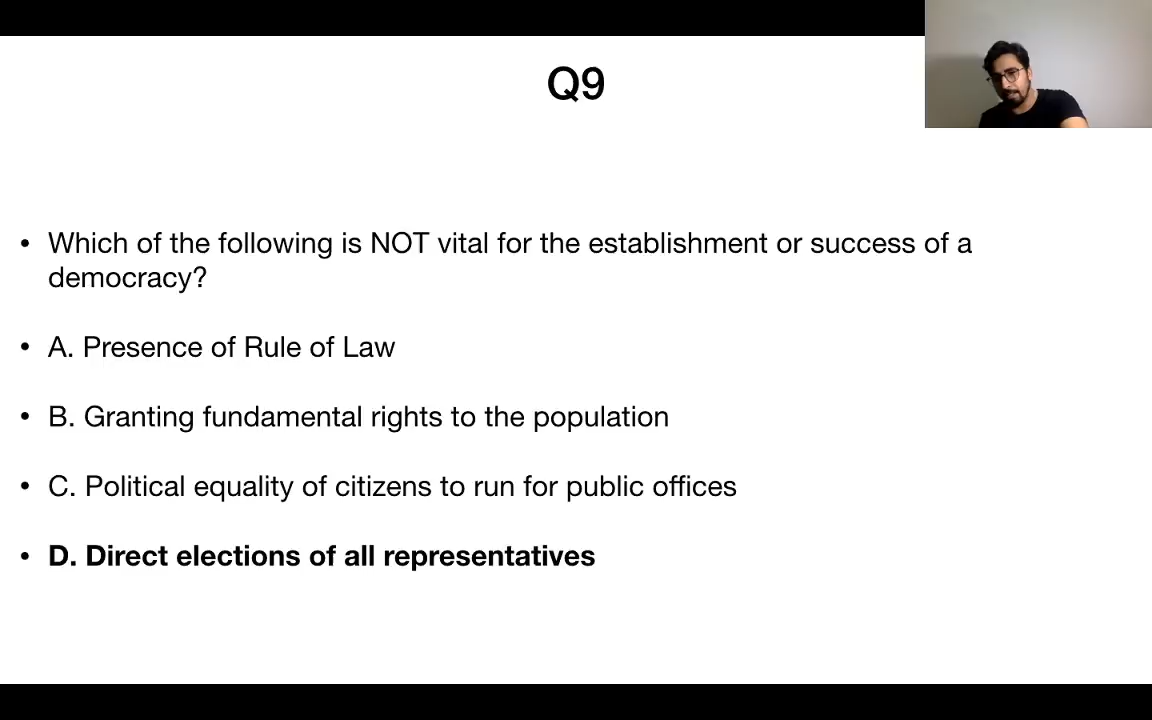 Q9
• Which of the following is NOT vital for the establishment or success of a
democracy?
• A. Presence of Rule of Law
• B. Granting fundamental rights to the population
• C. Political equality of citizens to run for public offices
• D. Direct elections of all representatives